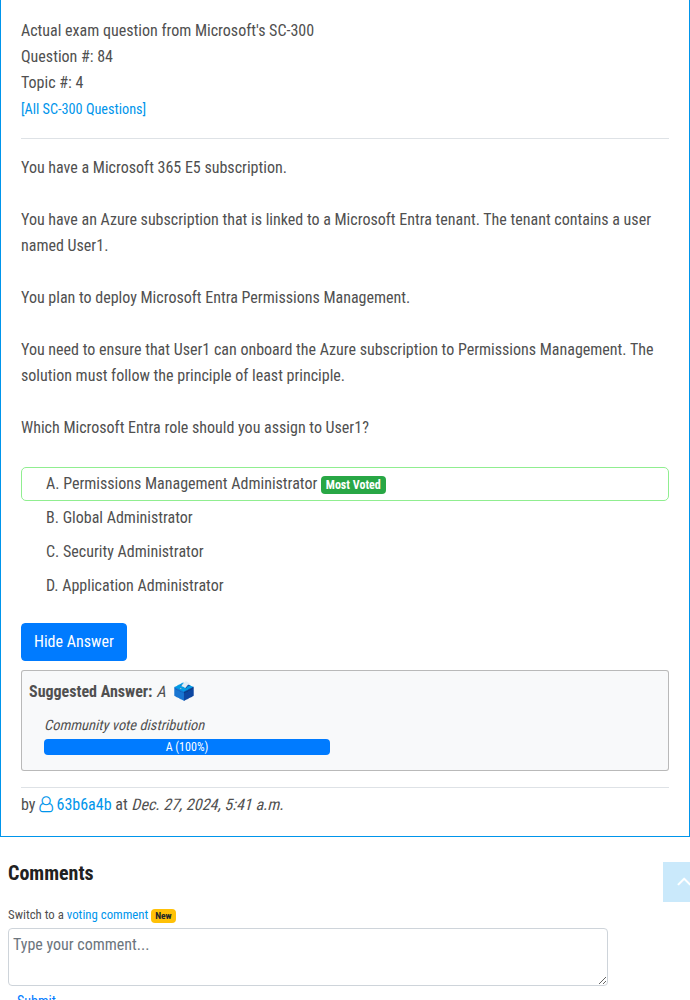 Actual exam question from Microsoft's SC-300
Question #: 84
Topic #: 4
[All SC-300 Questions]
You have a Microsoft 365 E5 subscription.
You have an Azure subscription that is linked to a Microsoft Entra tenant. The tenant contains a user
named User1.
You plan to deploy Microsoft Entra Permissions Management.
You need to ensure that User1 can onboard the Azure subscription to Permissions Management. The
solution must follow the principle of least principle.
Which Microsoft Entra role should you assign to User1?
A. Permissions Management Administrator Most Voted
B. Global Administrator
C. Security Administrator
D. Application Administrator
Hide Answer
Suggested Answer: A
Community vote distribution
A (100%)
by 63b6a4b at Dec. 27, 2024, 5:41 a.m.
Comments
Switch to a voting comment New
Type your comment...
Submit